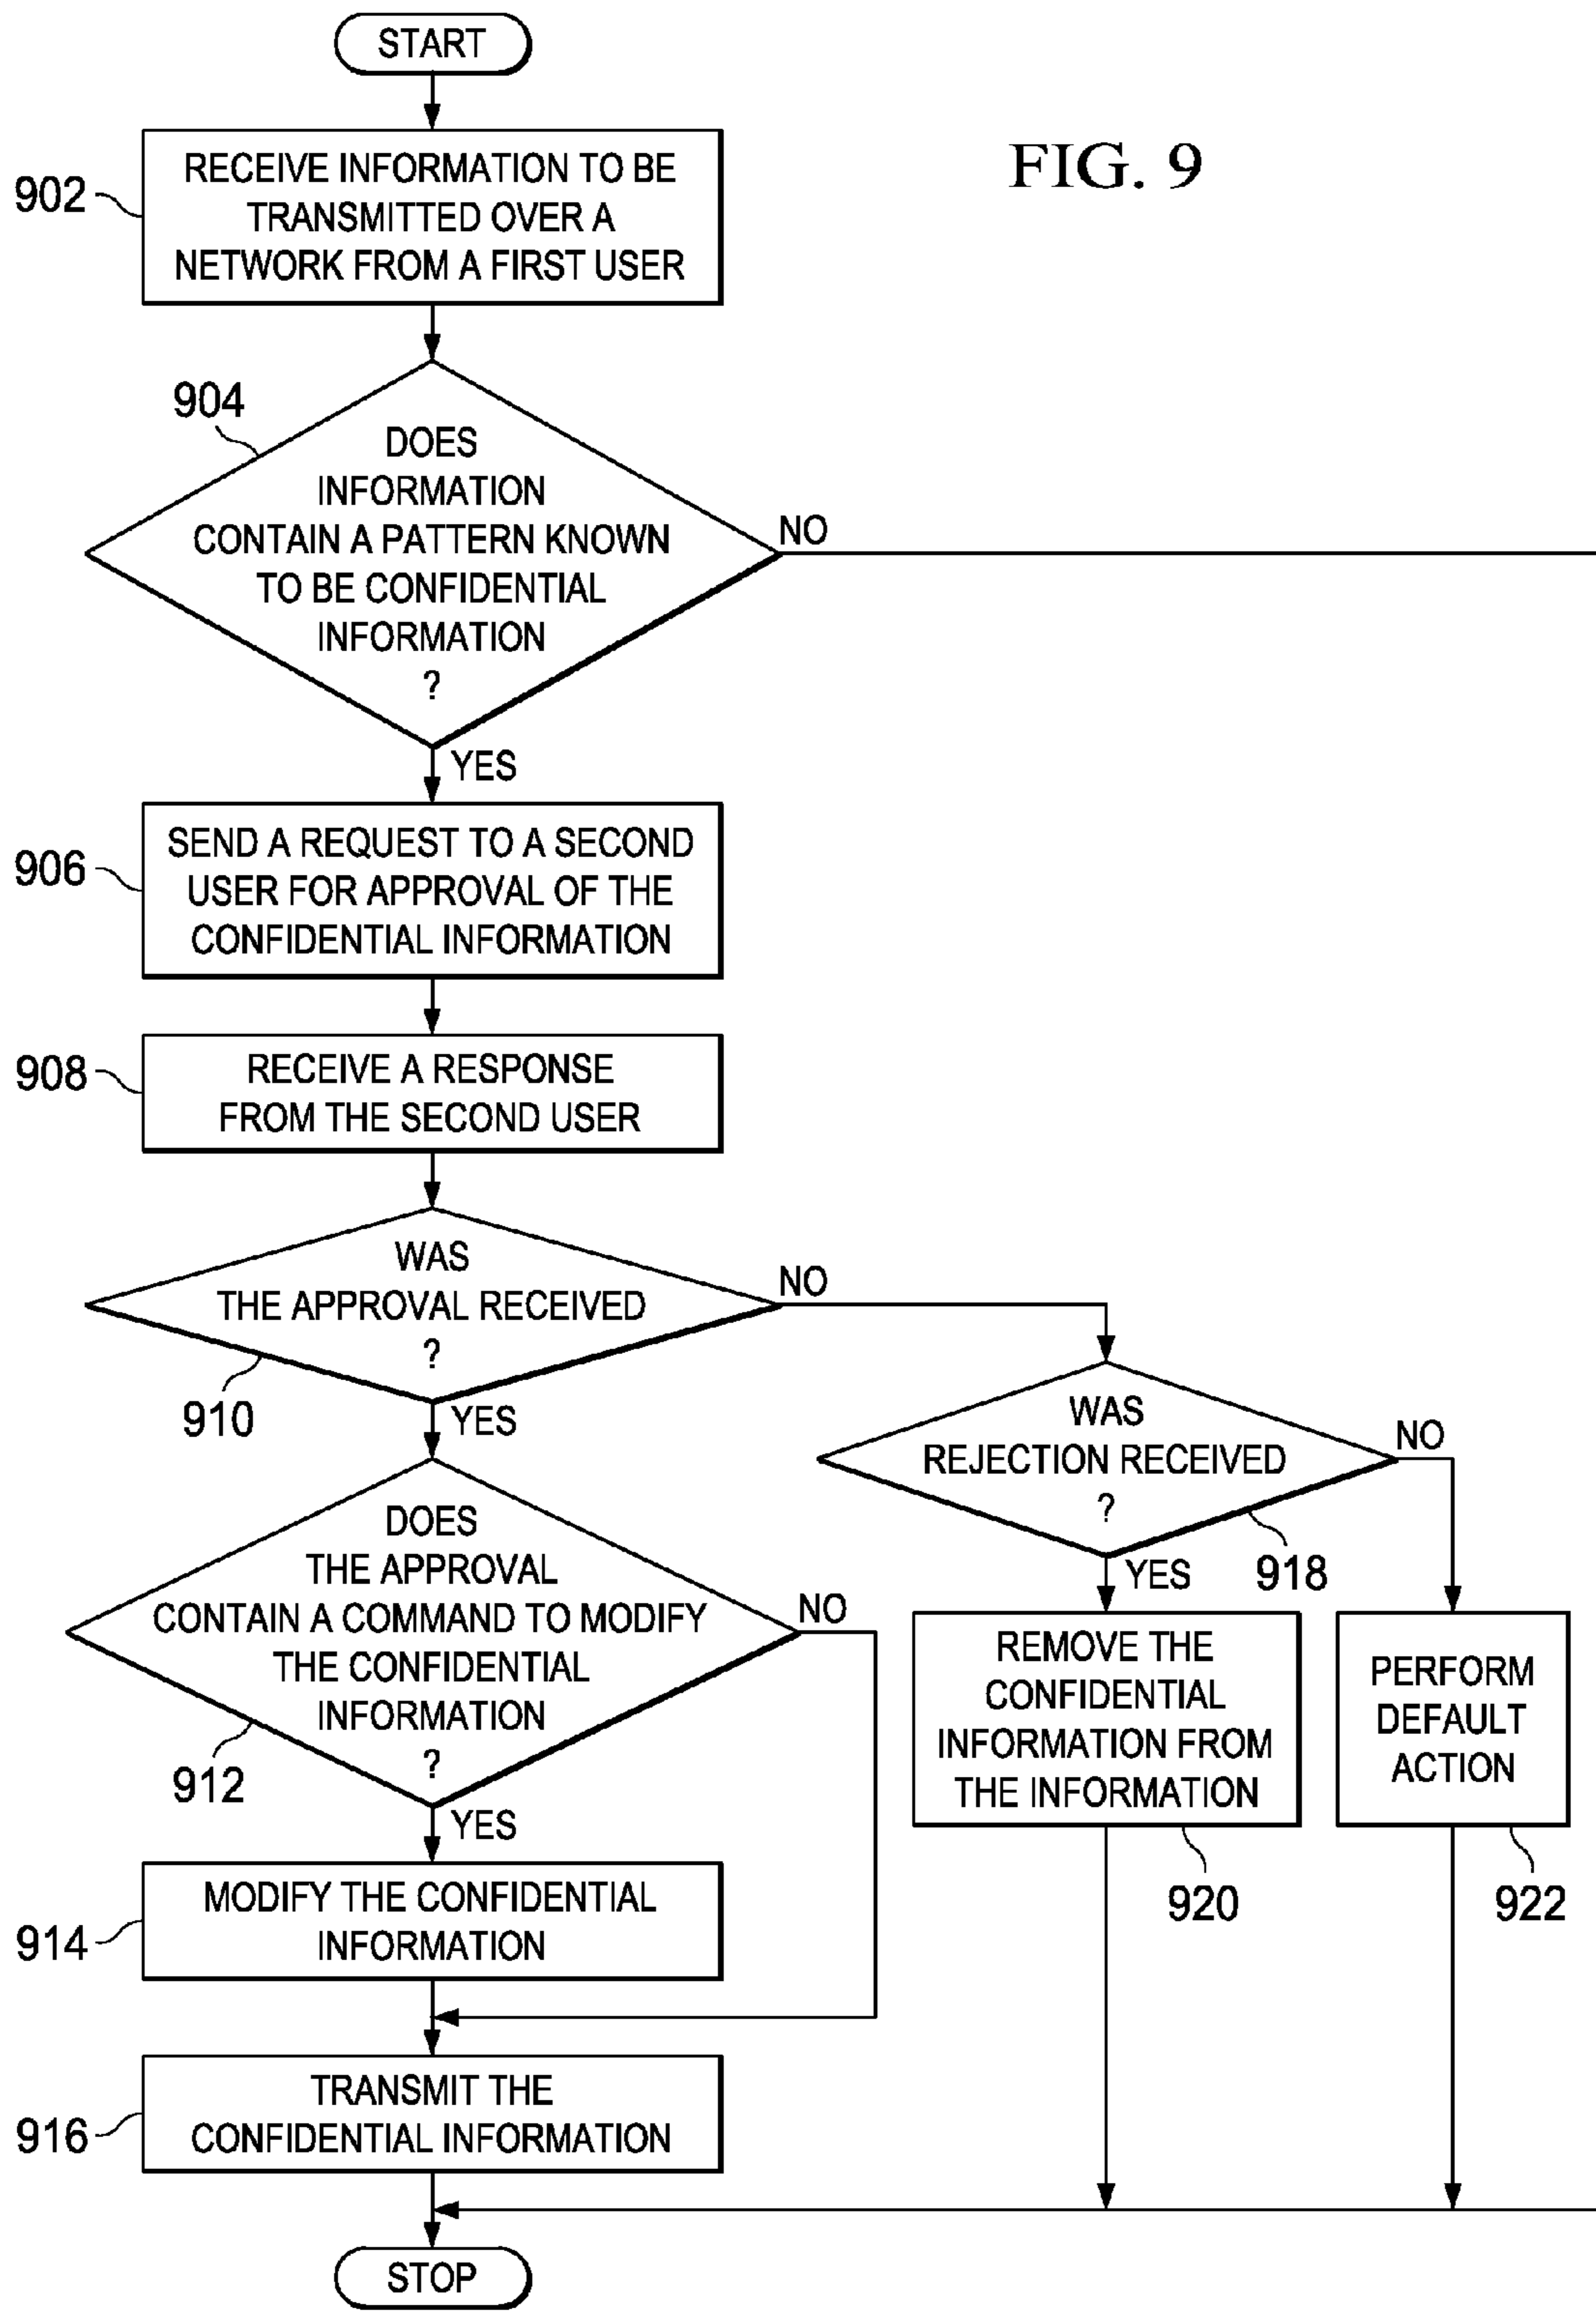 START
FIG. 9
902
RECEIVE INFORMATION TO BE
TRANSMITTED OVER A
NETWORK FROM A FIRST USER
904
DOES
INFORMATION
CONTAIN A PATTERN KNOWN
TO BE CONFIDENTIAL
INFORMATION
?
NO
YES
906
SEND A REQUEST TO A SECOND
USER FOR APPROVAL OF THE
CONFIDENTIAL INFORMATION
908
RECEIVE A RESPONSE
FROM THE SECOND USER
WAS
THE APPROVAL RECEIVED
?
NO
910
YES
WAS
REJECTION RECEIVED
?
NO
918
YES
DOES
THE APPROVAL
CONTAIN A COMMAND TO MODIFY
THE CONFIDENTIAL
INFORMATION
?
NO
912
YES
REMOVE THE
CONFIDENTIAL
INFORMATION FROM
THE INFORMATION
920
PERFORM
DEFAULT
ACTION
922
914
MODIFY THE CONFIDENTIAL
INFORMATION
916
TRANSMIT THE
CONFIDENTIAL INFORMATION
STOP